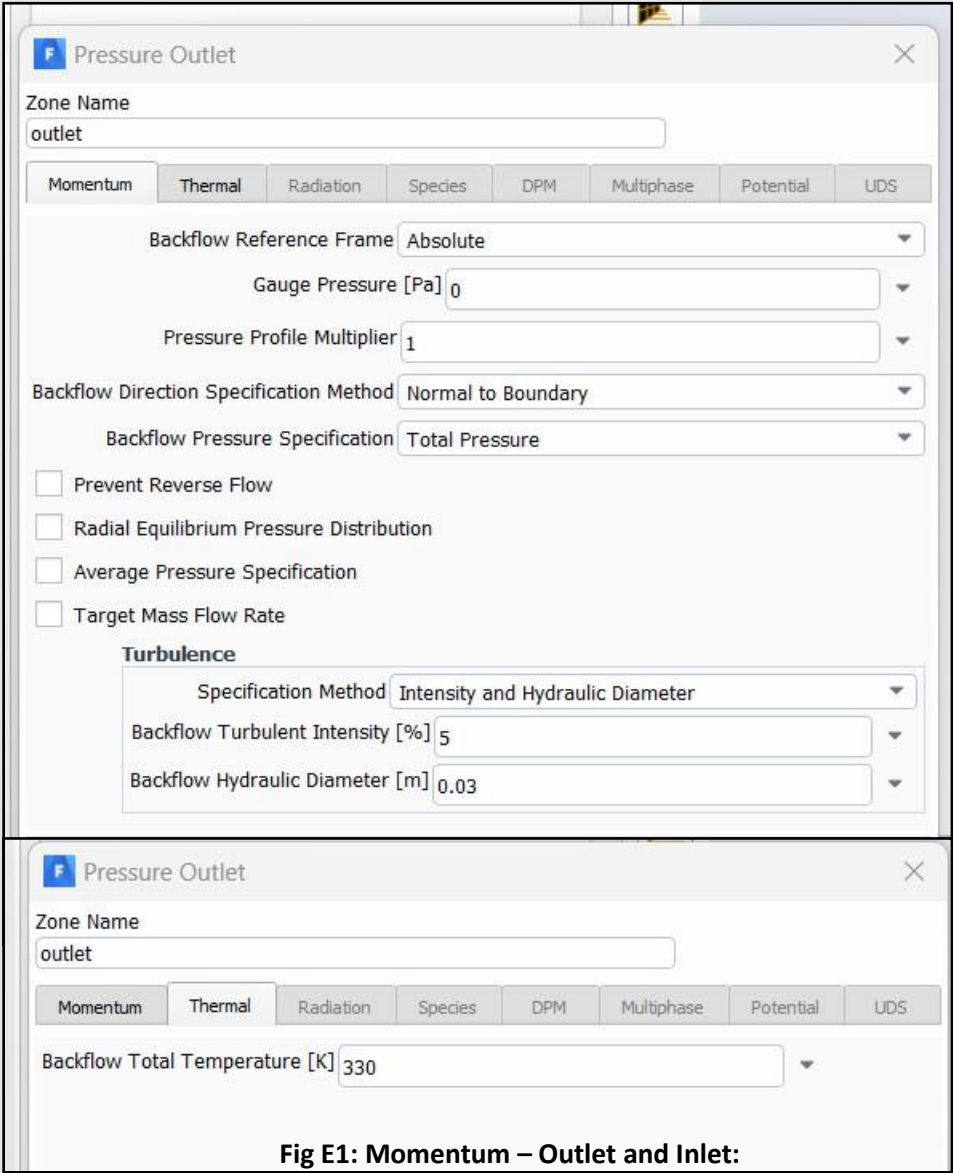 F Pressure Outlet
Zone Name
outlet
Momentum Thermal Radiation Species DPM Multiphase Potential UDS
Backflow Reference Frame Absolute
Gauge Pressure [Pa] 0
Pressure Profile Multiplier 1
Backflow Direction Specification Method Normal to Boundary
Backflow Pressure Specification Total Pressure
Prevent Reverse Flow
Radial Equilibrium Pressure Distribution
Average Pressure Specification
Target Mass Flow Rate
Turbulence
Specification Method Intensity and Hydraulic Diameter
Backflow Turbulent Intensity [%] 5
Backflow Hydraulic Diameter [m] 0.03
F Pressure Outlet
Zone Name
outlet
Momentum Thermal Radiation Species DPM Multiphase Potential UDS
Backflow Total Temperature [K] 330
Fig E1: Momentum – Outlet and Inlet: